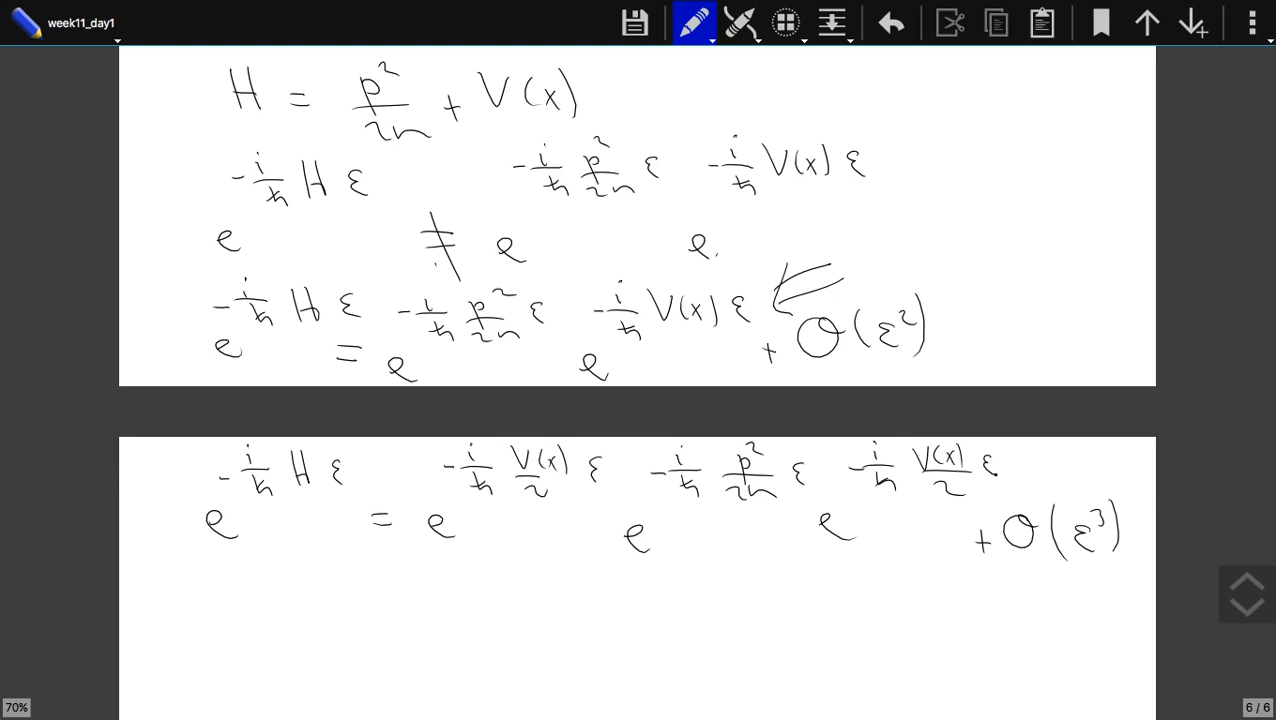 week11_day1
H = p²/2m + V(x)
e^(-i/ħ H ε) ≠ e^(-i/ħ p²/2m ε) e^(-i/ħ V(x) ε)
e^(-i/ħ H ε) = e^(-i/ħ p²/2m ε) e^(-i/ħ V(x) ε) + O(ε²) ⇐
e^(-i/ħ H ε) = e^(-i/ħ V(x)/2 ε) e^(-i/ħ p²/2m ε) e^(-i/ħ V(x)/2 ε) + O(ε³)
70%
6 / 6